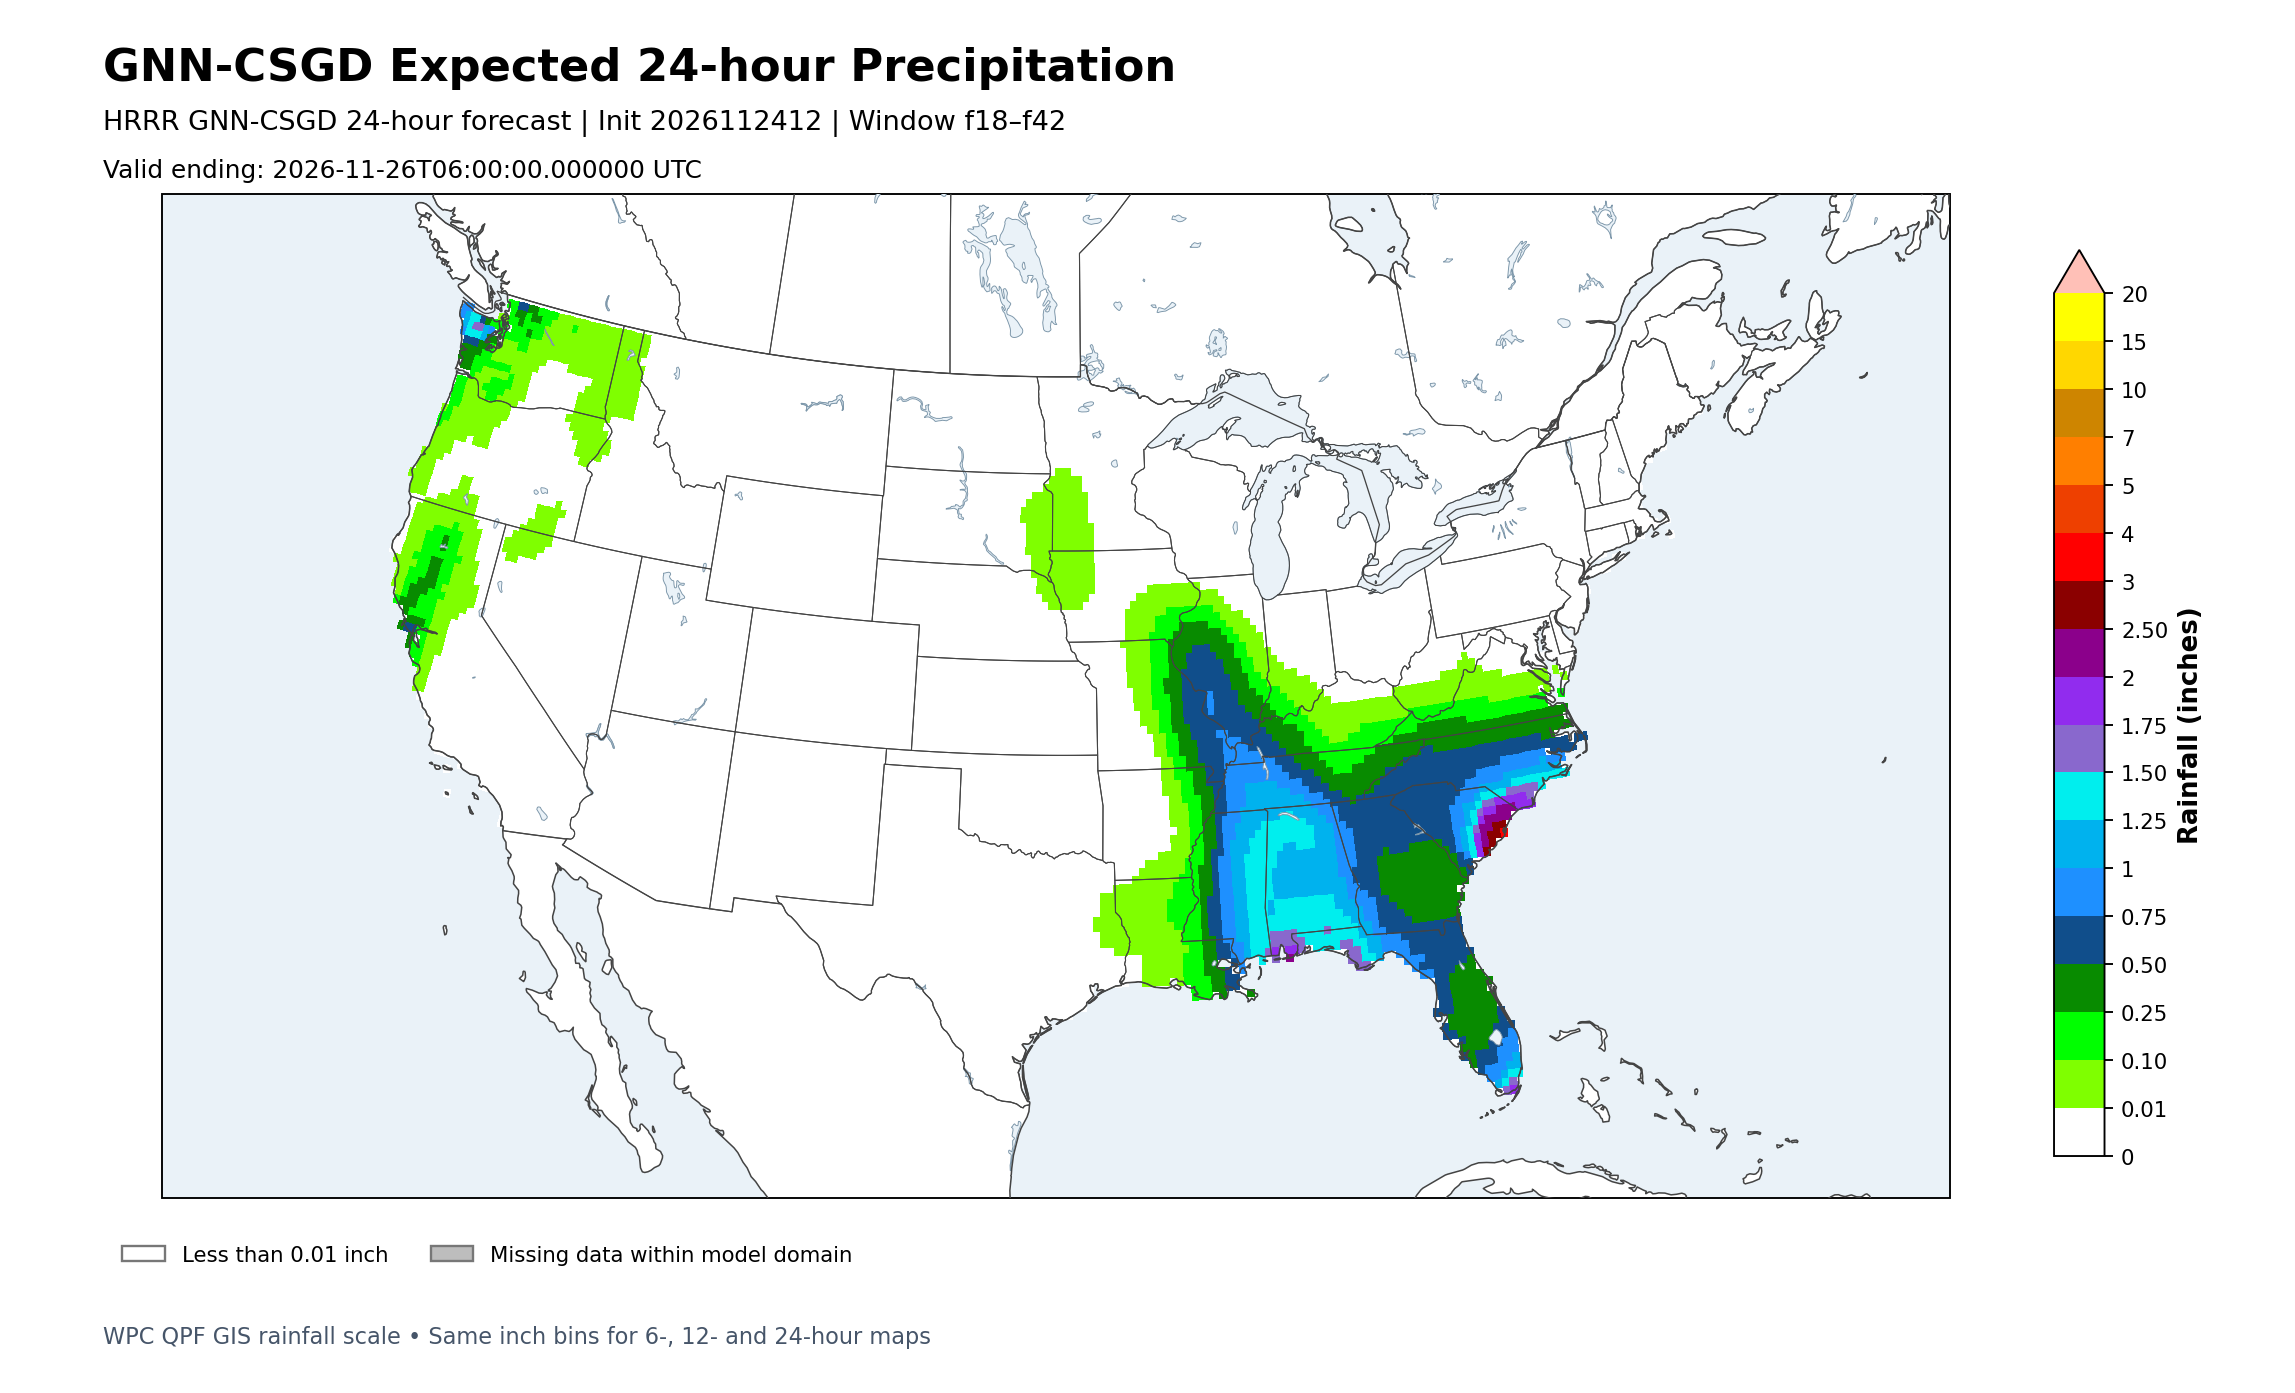 GNN-CSGD Expected 24-hour Precipitation
HRRR GNN-CSGD 24-hour forecast | Init 2026112412 | Window f18–f42
Valid ending: 2026-11-26T06:00:00.000000 UTC
20
15
10
7
5
4
3
2.50
2
1.75
1.50
1.25
1
0.75
0.50
0.25
0.10
0.01
0
Rainfall (inches)
Less than 0.01 inch
Missing data within model domain
WPC QPF GIS rainfall scale • Same inch bins for 6-, 12- and 24-hour maps